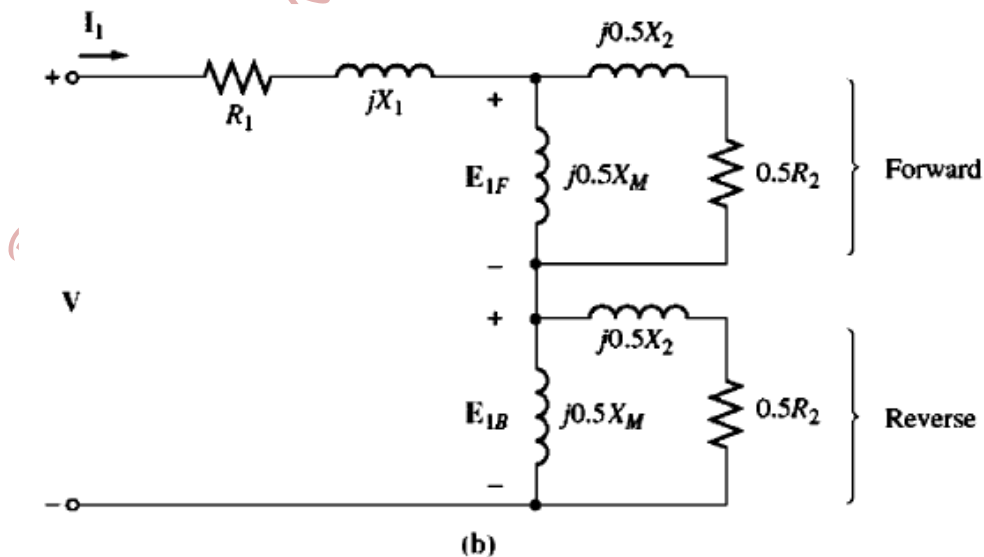 I₁
j0.5X₂
+
R₁
jX₁
+
E₁F
j0.5X_M
0.5R₂
Forward
−
V
+
j0.5X₂
E₁B
j0.5X_M
0.5R₂
Reverse
−
−
(b)